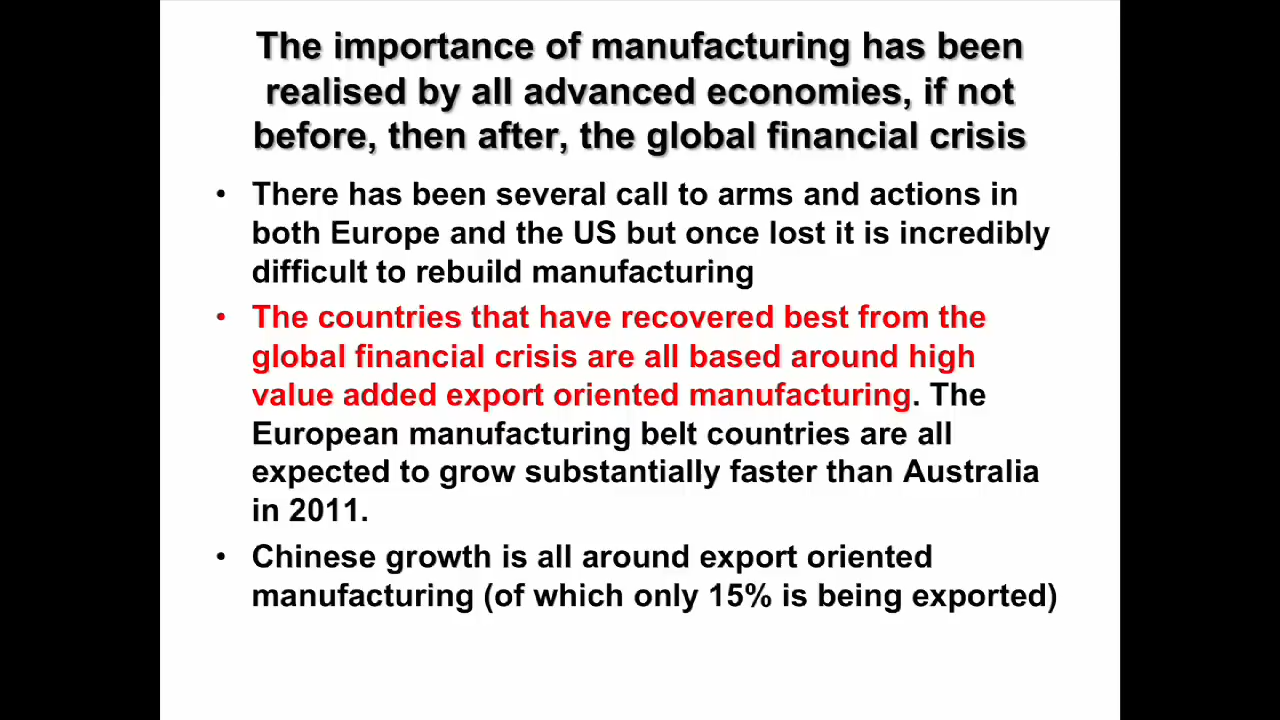 The importance of manufacturing has been
realised by all advanced economies, if not
before, then after, the global financial crisis
• There has been several call to arms and actions in
both Europe and the US but once lost it is incredibly
difficult to rebuild manufacturing
• The countries that have recovered best from the
global financial crisis are all based around high
value added export oriented manufacturing. The
European manufacturing belt countries are all
expected to grow substantially faster than Australia
in 2011.
• Chinese growth is all around export oriented
manufacturing (of which only 15% is being exported)